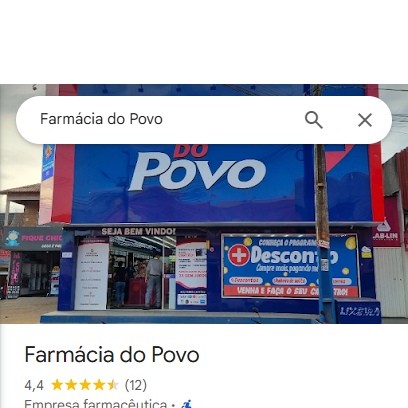 Farmácia do Povo
DO
POVO
SEJA BEM VINDO!
PIQUE CHIC
CONHEÇA O PROGRAMA
+Desconto
Compre mais, pagando menos
VENHA E FAÇA O SEU CADASTRO!
LAB-LIN
Farmácia do Povo
4,4 (12)
Empresa farmacêutica ·